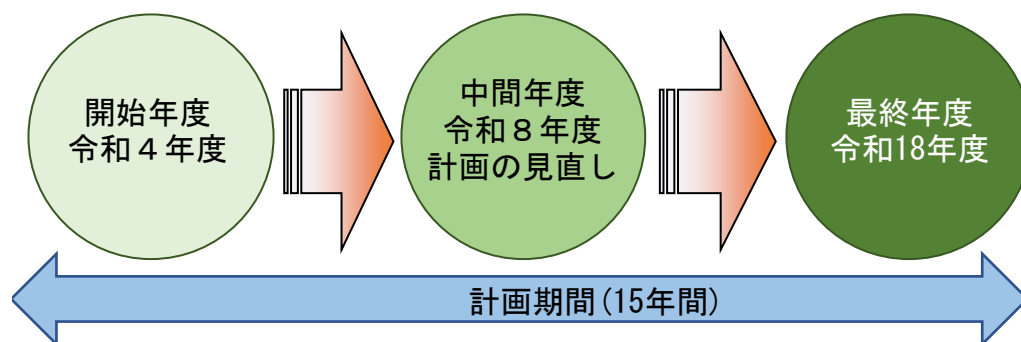 開始年度
令和４年度
中間年度
令和８年度
計画の見直し
最終年度
令和18年度
計画期間(15年間)